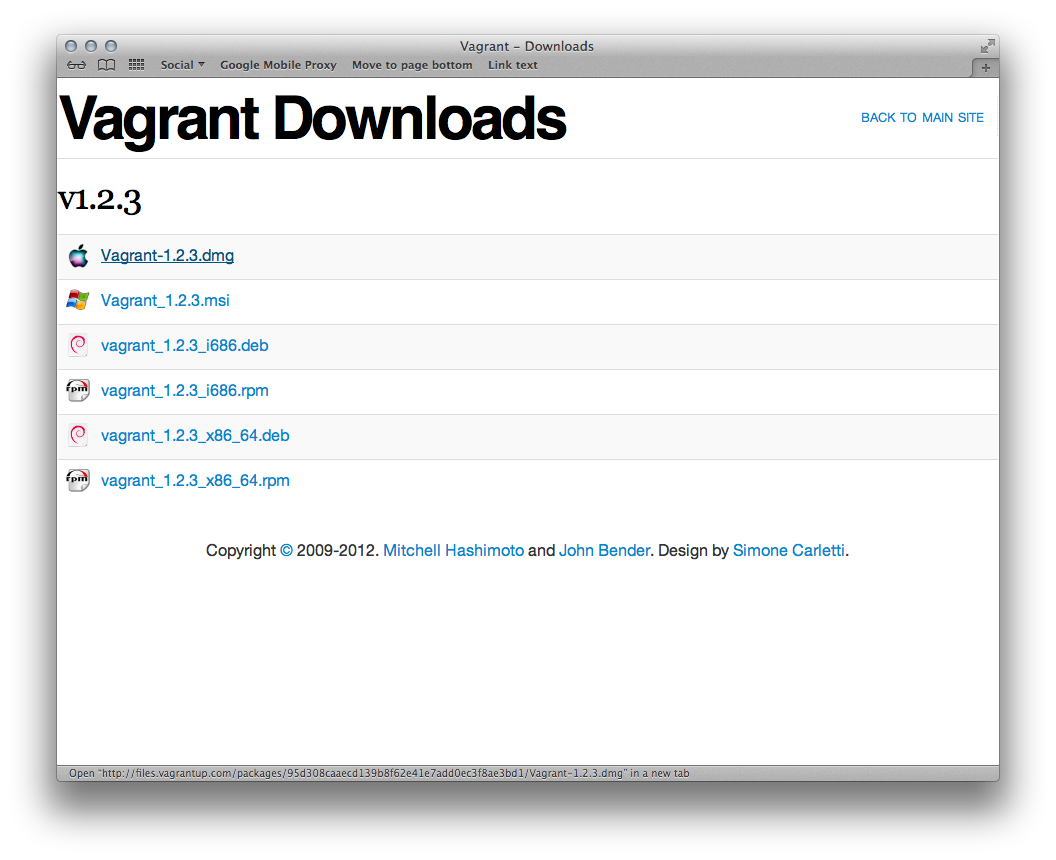 Vagrant – Downloads
Social Google Mobile Proxy Move to page bottom Link text
Vagrant Downloads
BACK TO MAIN SITE
v1.2.3
Vagrant-1.2.3.dmg
Vagrant_1.2.3.msi
vagrant_1.2.3_i686.deb
rpm vagrant_1.2.3_i686.rpm
vagrant_1.2.3_x86_64.deb
rpm vagrant_1.2.3_x86_64.rpm
Copyright © 2009-2012. Mitchell Hashimoto and John Bender. Design by Simone Carletti.
Open "http://files.vagrantup.com/packages/95d308caaecd139b8f62e41e7add0ec3f8ae3bd1/Vagrant-1.2.3.dmg" in a new tab